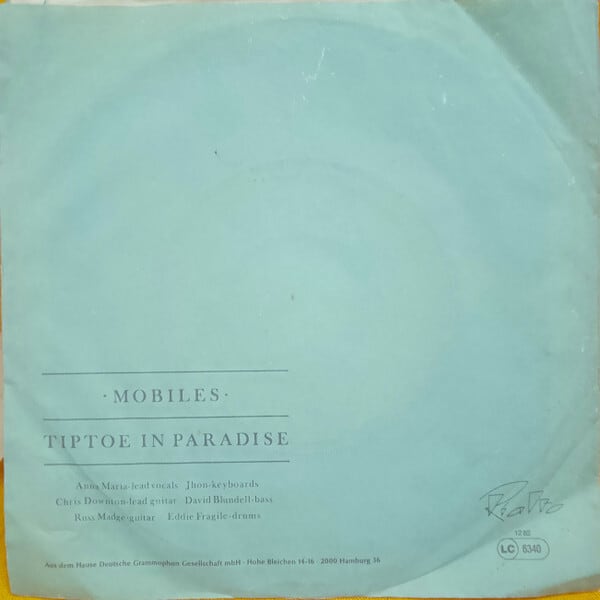 ·MOBILES·
TIPTOE IN PARADISE
Anna Maria-lead vocals Jhon-keyboards
Chris Downton-lead guitar David Blundell-bass
Russ Madge-guitar Eddie Fragile-drums
Rialto
12 82
LC 6340
Aus dem Hause Deutsche Grammophon Gesellschaft mbH · Hohe Bleichen 14-16 · 2000 Hamburg 36